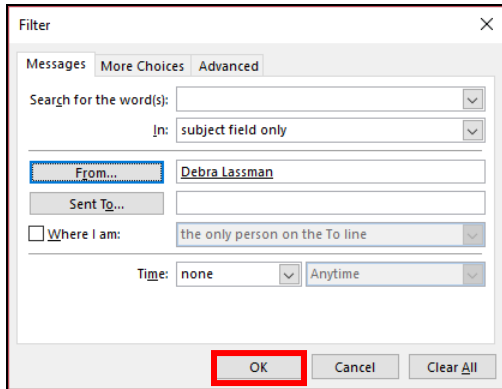 Filter
Messages More Choices Advanced
Search for the word(s):
In: subject field only
From... Debra Lassman
Sent To...
Where I am: the only person on the To line
Time: none Anytime
OK Cancel Clear All